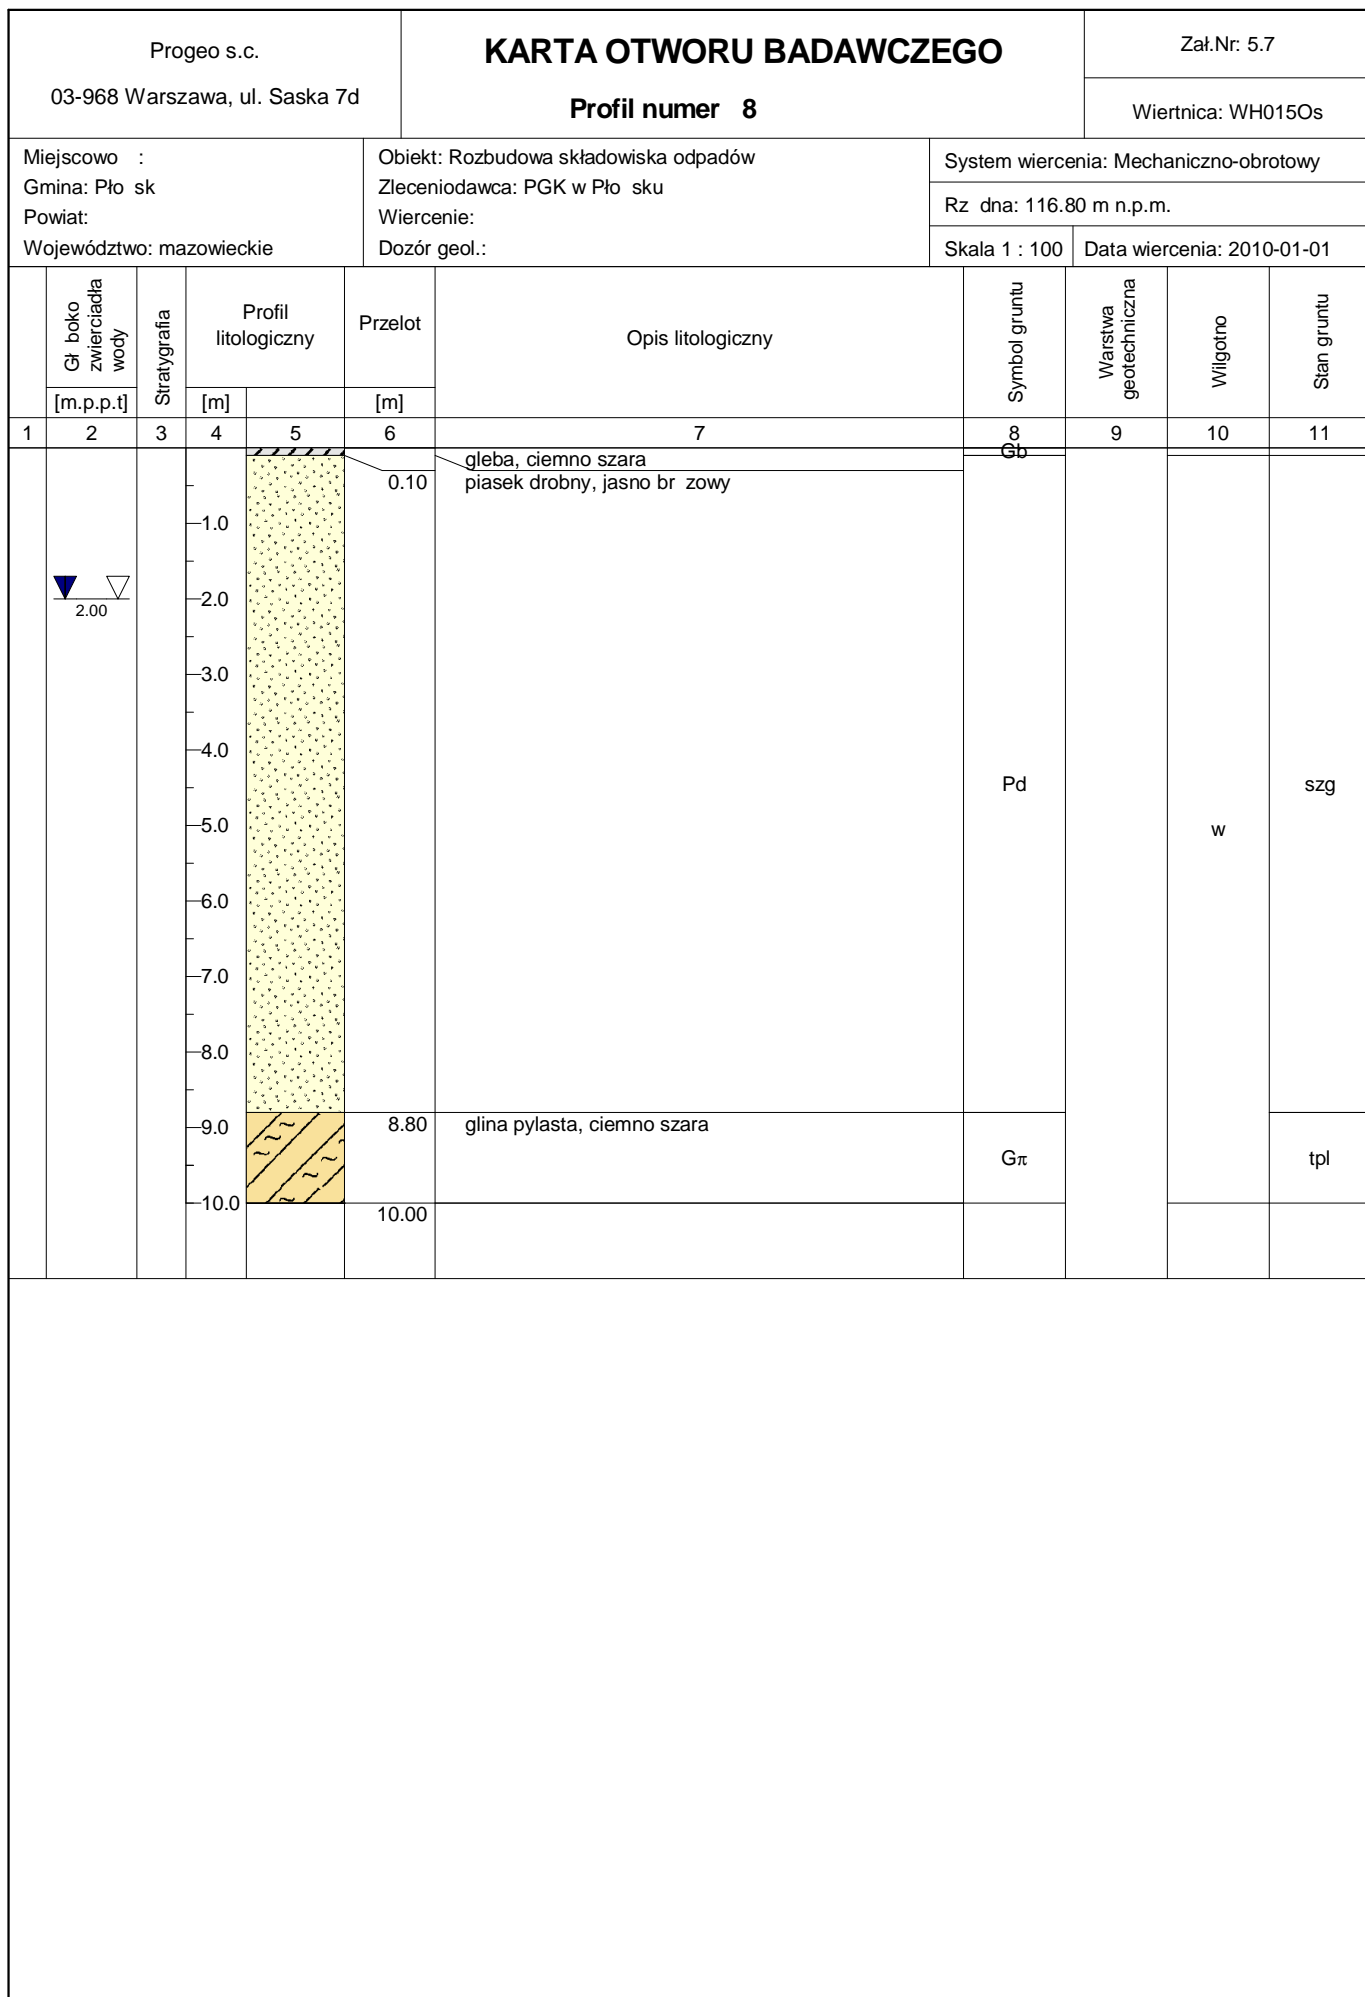 Progeo s.c.
03-968 Warszawa, ul. Saska 7d
KARTA OTWORU BADAWCZEGO
Profil numer 8
Zał.Nr: 5.7
Wiertnica: WH015Os
Miejscowo :
Gmina: Pło sk
Powiat:
Województwo: mazowieckie
Obiekt: Rozbudowa składowiska odpadów
Zleceniodawca: PGK w Pło sku
Wiercenie:
Dozór geol.:
System wiercenia: Mechaniczno-obrotowy
Rz dna: 116.80 m n.p.m.
Skala 1 : 100
Data wiercenia: 2010-01-01
Gł boko
zwierciadła
wody
[m.p.p.t]
Stratygrafia
Profil
litologiczny
[m]
Przelot
[m]
Opis litologiczny
Symbol gruntu
Warstwa
geotechniczna
Wilgotno
Stan gruntu
1 2 3 4 5 6 7 8 9 10 11
gleba, ciemno szara
Gb
0.10
piasek drobny, jasno br zowy
1.0
2.00
2.0
3.0
4.0
Pd
szg
5.0
w
6.0
7.0
8.0
9.0
8.80
glina pylasta, ciemno szara
Gπ
tpl
10.0
10.00